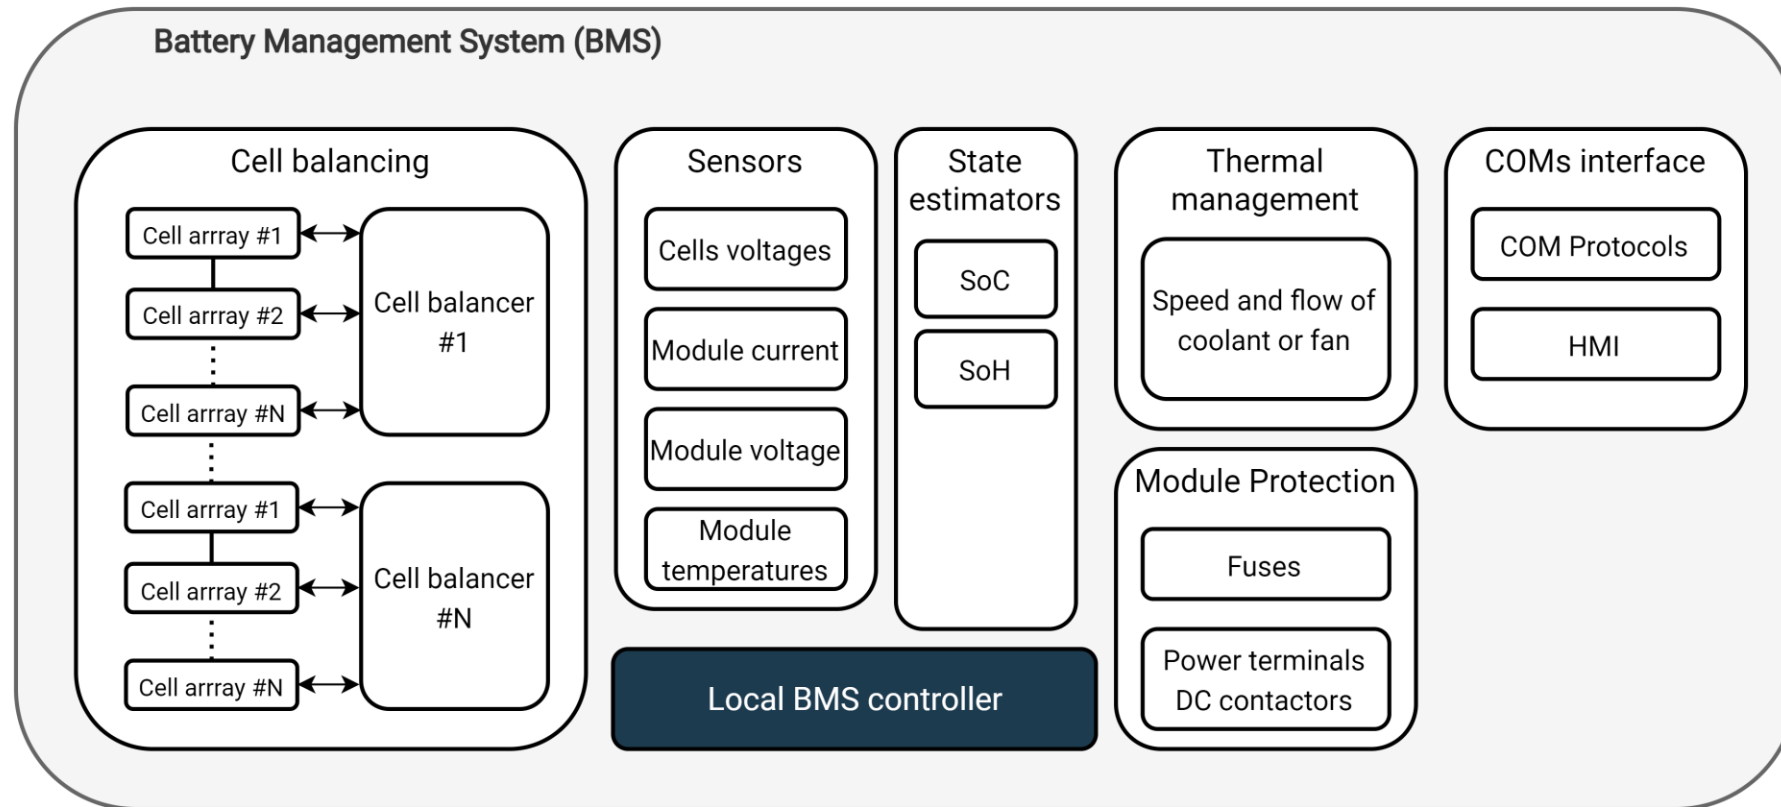 Battery Management System (BMS)
Cell balancing
Cell arrray #1
Cell arrray #2
Cell arrray #N
Cell balancer
#1
Cell arrray #1
Cell arrray #2
Cell arrray #N
Cell balancer
#N
Sensors
Cells voltages
Module current
Module voltage
Module
temperatures
State
estimators
SoC
SoH
Local BMS controller
Thermal
management
Speed and flow of
coolant or fan
Module Protection
Fuses
Power terminals
DC contactors
COMs interface
COM Protocols
HMI